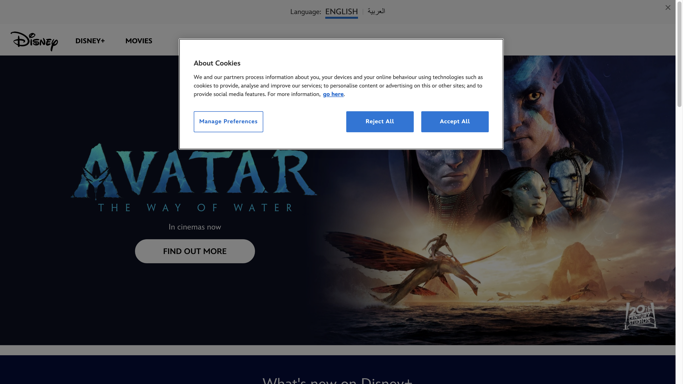 Language: ENGLISH العربية
Disney DISNEY+ MOVIES
About Cookies
We and our partners process information about you, your devices and your online behaviour using technologies such as
cookies to provide, analyse and improve our services; to personalise content or advertising on this or other sites; and to
provide social media features. For more information, go here.
Manage Preferences Reject All Accept All
AVATAR
THE WAY OF WATER
In cinemas now
FIND OUT MORE
20TH CENTURY STUDIOS
What's new on Disney+